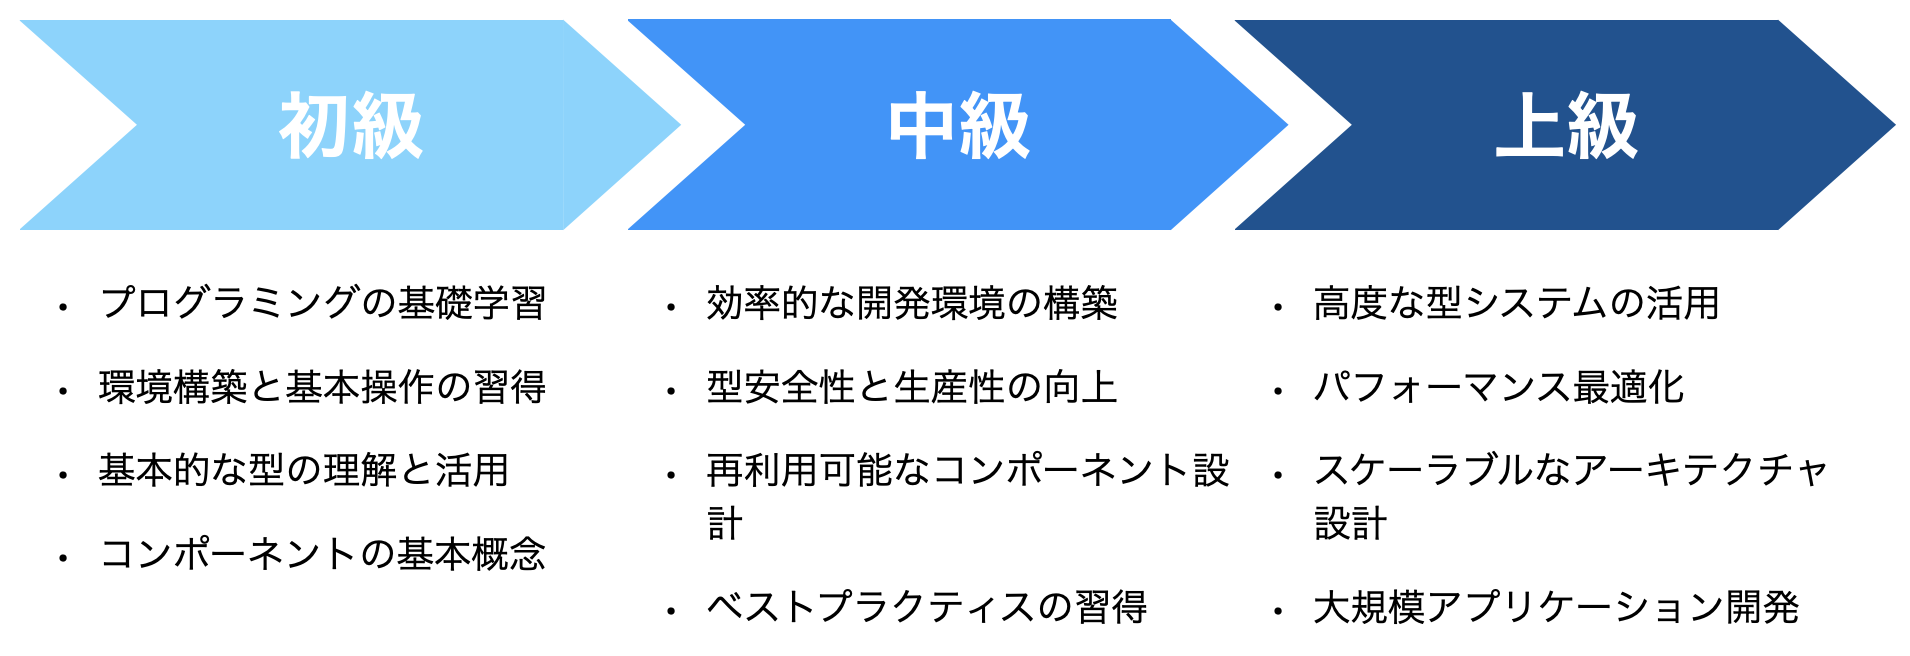 初級
中級
上級
・ プログラミングの基礎学習
・ 環境構築と基本操作の習得
・ 基本的な型の理解と活用
・ コンポーネントの基本概念
・ 効率的な開発環境の構築
・ 型安全性と生産性の向上
・ 再利用可能なコンポーネント設
計
・ ベストプラクティスの習得
・ 高度な型システムの活用
・ パフォーマンス最適化
・ スケーラブルなアーキテクチャ
設計
・ 大規模アプリケーション開発